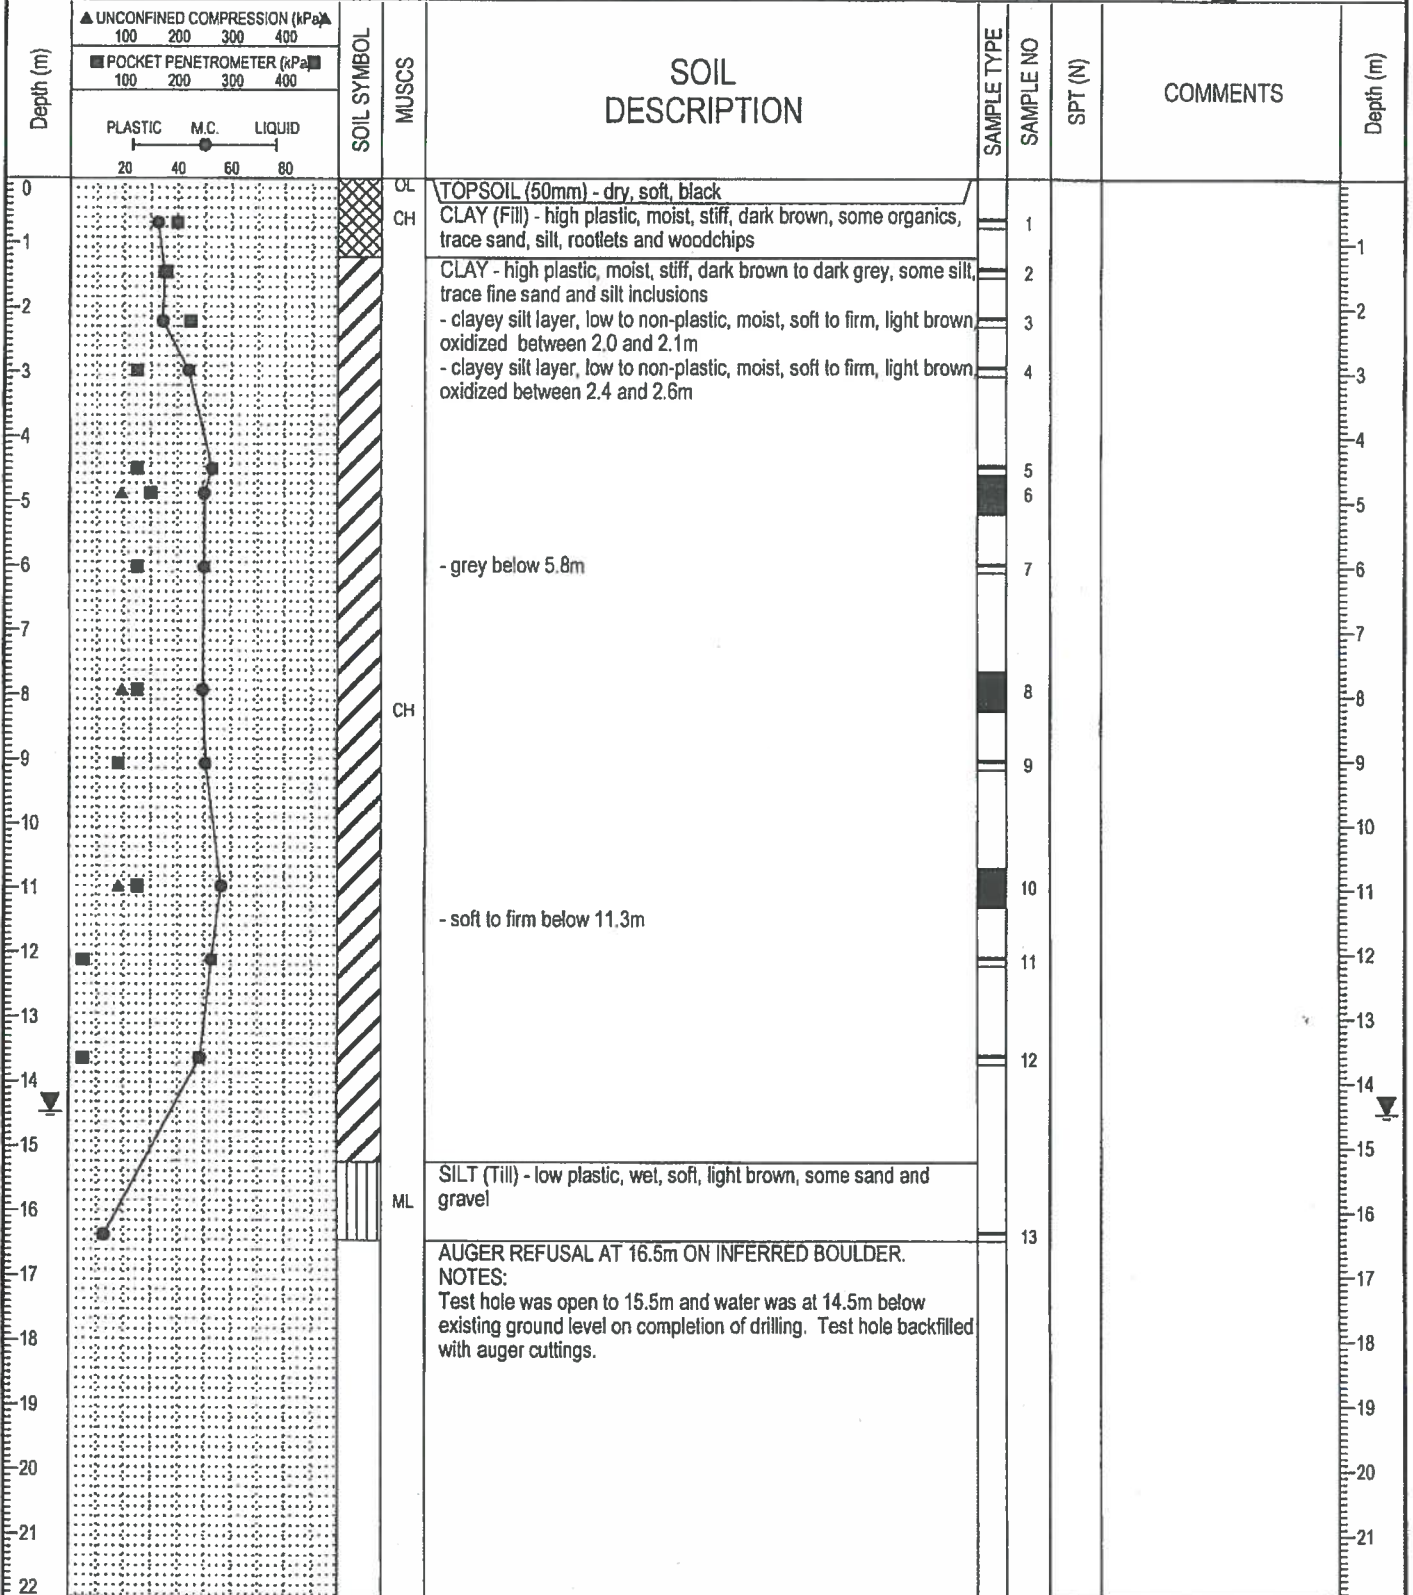 ▲ UNCONFINED COMPRESSION (kPa) ▲
100 200 300 400
■ POCKET PENETROMETER (kPa) ■
100 200 300 400
PLASTIC M.C. LIQUID
20 40 60 80
Depth (m)
SOIL SYMBOL
MUSCS
SOIL
DESCRIPTION
SAMPLE TYPE
SAMPLE NO
SPT (N)
COMMENTS
Depth (m)
0
OL
TOPSOIL (50mm) - dry, soft, black
CH
CLAY (Fill) - high plastic, moist, stiff, dark brown, some organics,
1
trace sand, silt, rootlets and woodchips
1
1
CLAY - high plastic, moist, stiff, dark brown to dark grey, some silt,
2
trace fine sand and silt inclusions
2
2
- clayey silt layer, low to non-plastic, moist, soft to firm, light brown,
3
oxidized between 2.0 and 2.1m
- clayey silt layer, low to non-plastic, moist, soft to firm, light brown,
4
3
3
oxidized between 2.4 and 2.6m
4
4
5
5
6
5
6
- grey below 5.8m
7
6
7
7
8
8
8
CH
9
9
9
10
10
11
10
11
- soft to firm below 11.3m
12
11
12
13
13
12
14
14
15
15
SILT (Till) - low plastic, wet, soft, light brown, some sand and
gravel
ML
16
16
13
AUGER REFUSAL AT 16.5m ON INFERRED BOULDER.
17
NOTES:
17
Test hole was open to 15.5m and water was at 14.5m below
existing ground level on completion of drilling. Test hole backfilled
18
18
with auger cuttings.
19
19
20
20
21
21
22